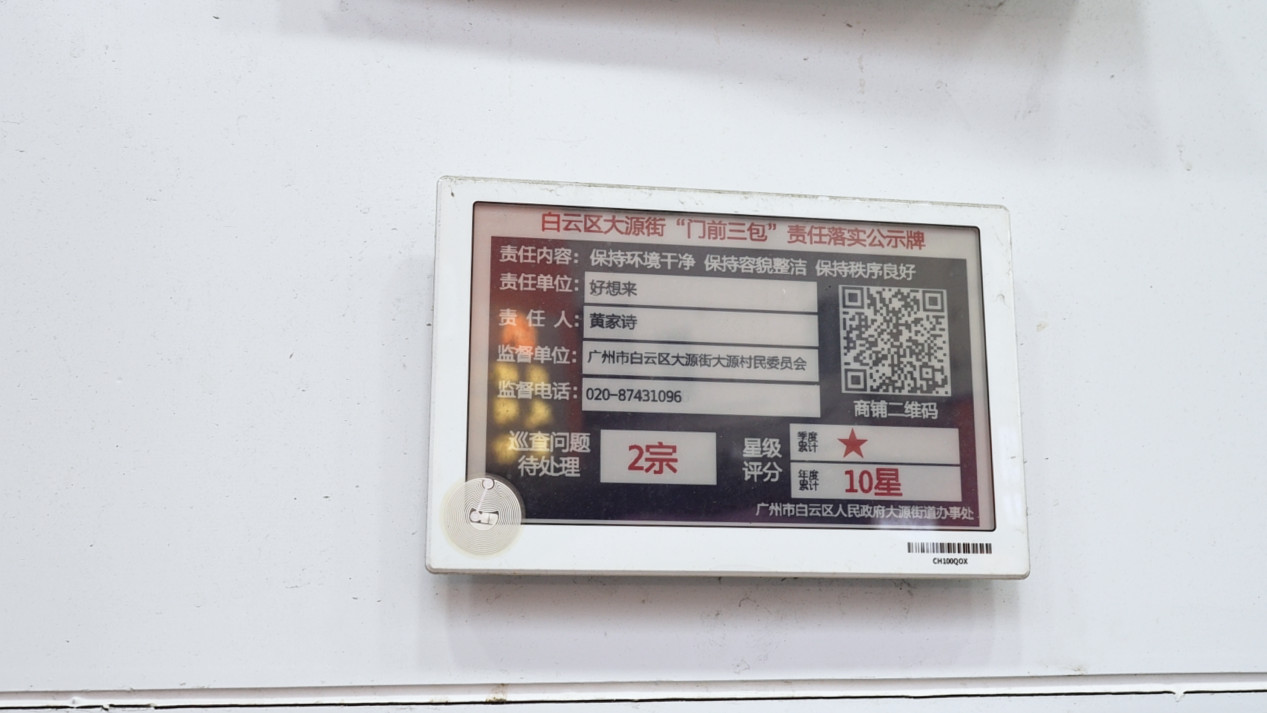 白云区大源街“门前三包”责任落实公示牌
责任内容：保持环境干净 保持容貌整洁 保持秩序良好
责任单位：好想来
责任人：黄家诗
监督单位：广州市白云区大源街大源村民委员会
监督电话：020-87431096
商铺二维码
巡查问题
待处理
2宗
星级
评分
季度
累计
★
年度
累计
10星
广州市白云区人民政府大源街道办事处
CH100QOX